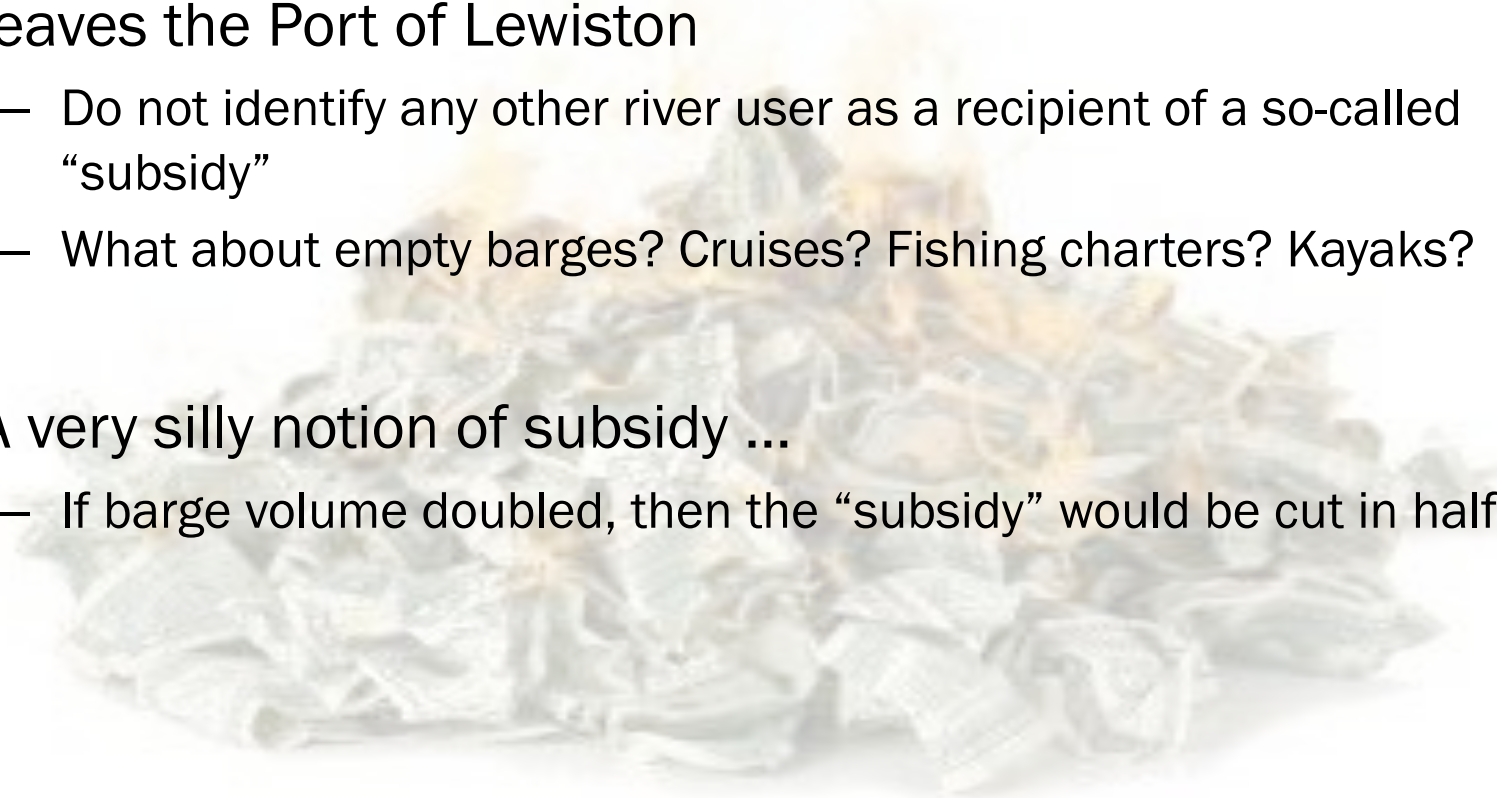 eaves the Port of Lewiston
— Do not identify any other river user as a recipient of a so-called
“subsidy”
— What about empty barges? Cruises? Fishing charters? Kayaks?
A very silly notion of subsidy ...
— If barge volume doubled, then the “subsidy” would be cut in half